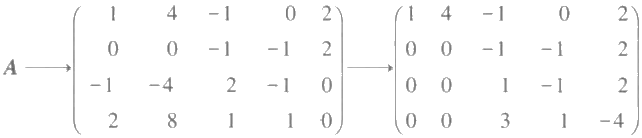 A ⟶ ( 1 4 −1 0 2 ) ⟶ ( 1 4 −1 0 2 )
( 0 0 −1 −1 2 ) ( 0 0 −1 −1 2 )
( −1 −4 2 −1 0 ) ( 0 0 1 −1 2 )
( 2 8 1 1 0 ) ( 0 0 3 1 −4 )